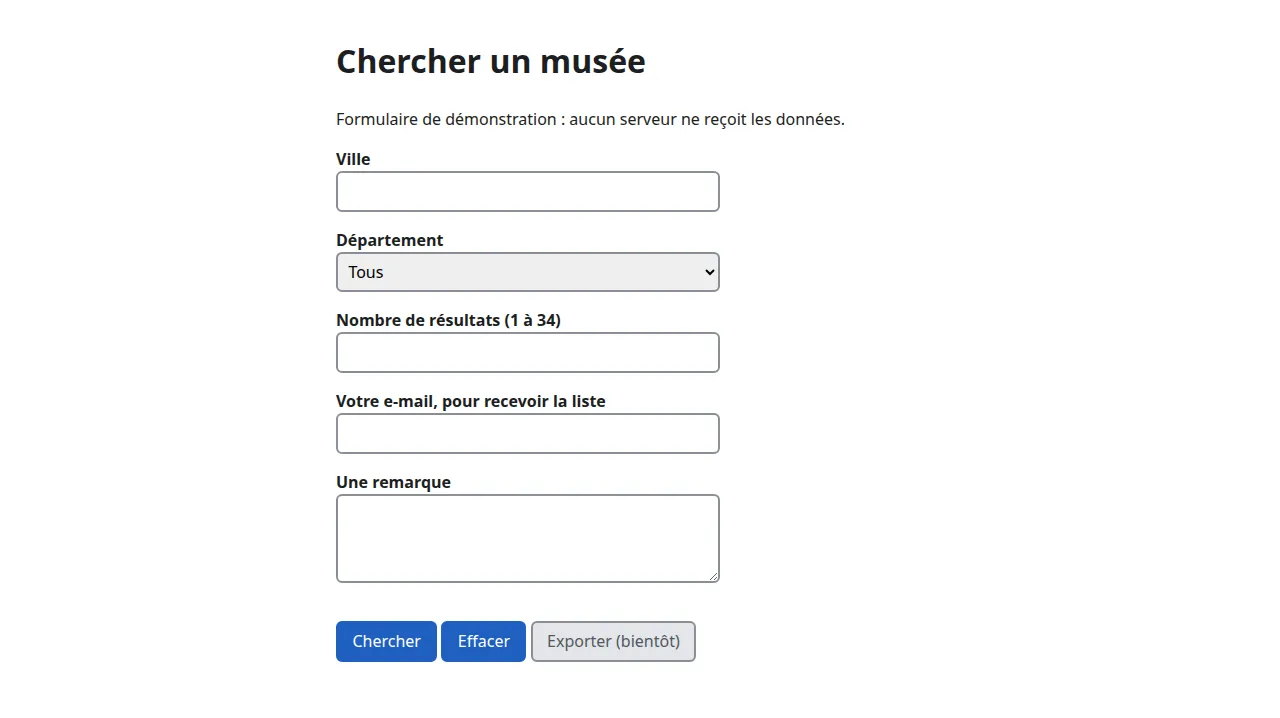 Chercher un musée
Formulaire de démonstration : aucun serveur ne reçoit les données.
Ville
Département
Tous
Nombre de résultats (1 à 34)
Votre e-mail, pour recevoir la liste
Une remarque
Chercher Effacer Exporter (bientôt)